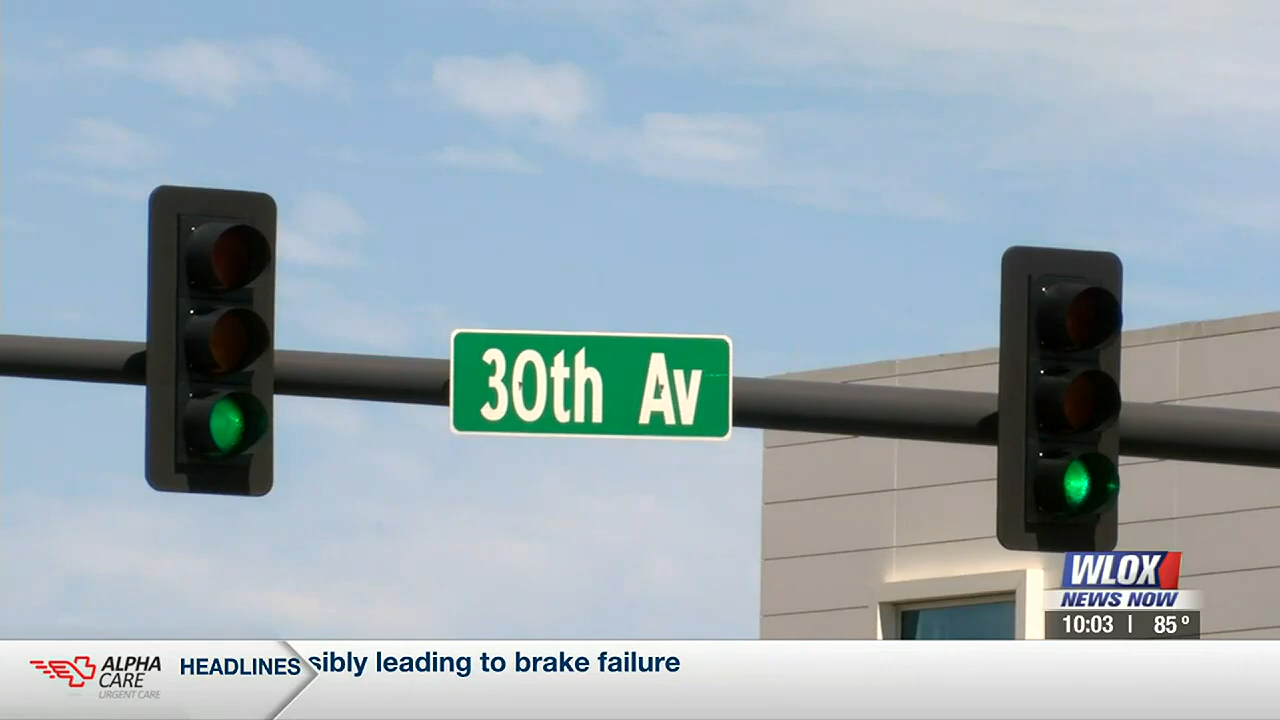 30th Av
WLOX
NEWS NOW
10:03 | 85°
ALPHA
CARE
URGENT CARE
HEADLINES
sibly leading to brake failure